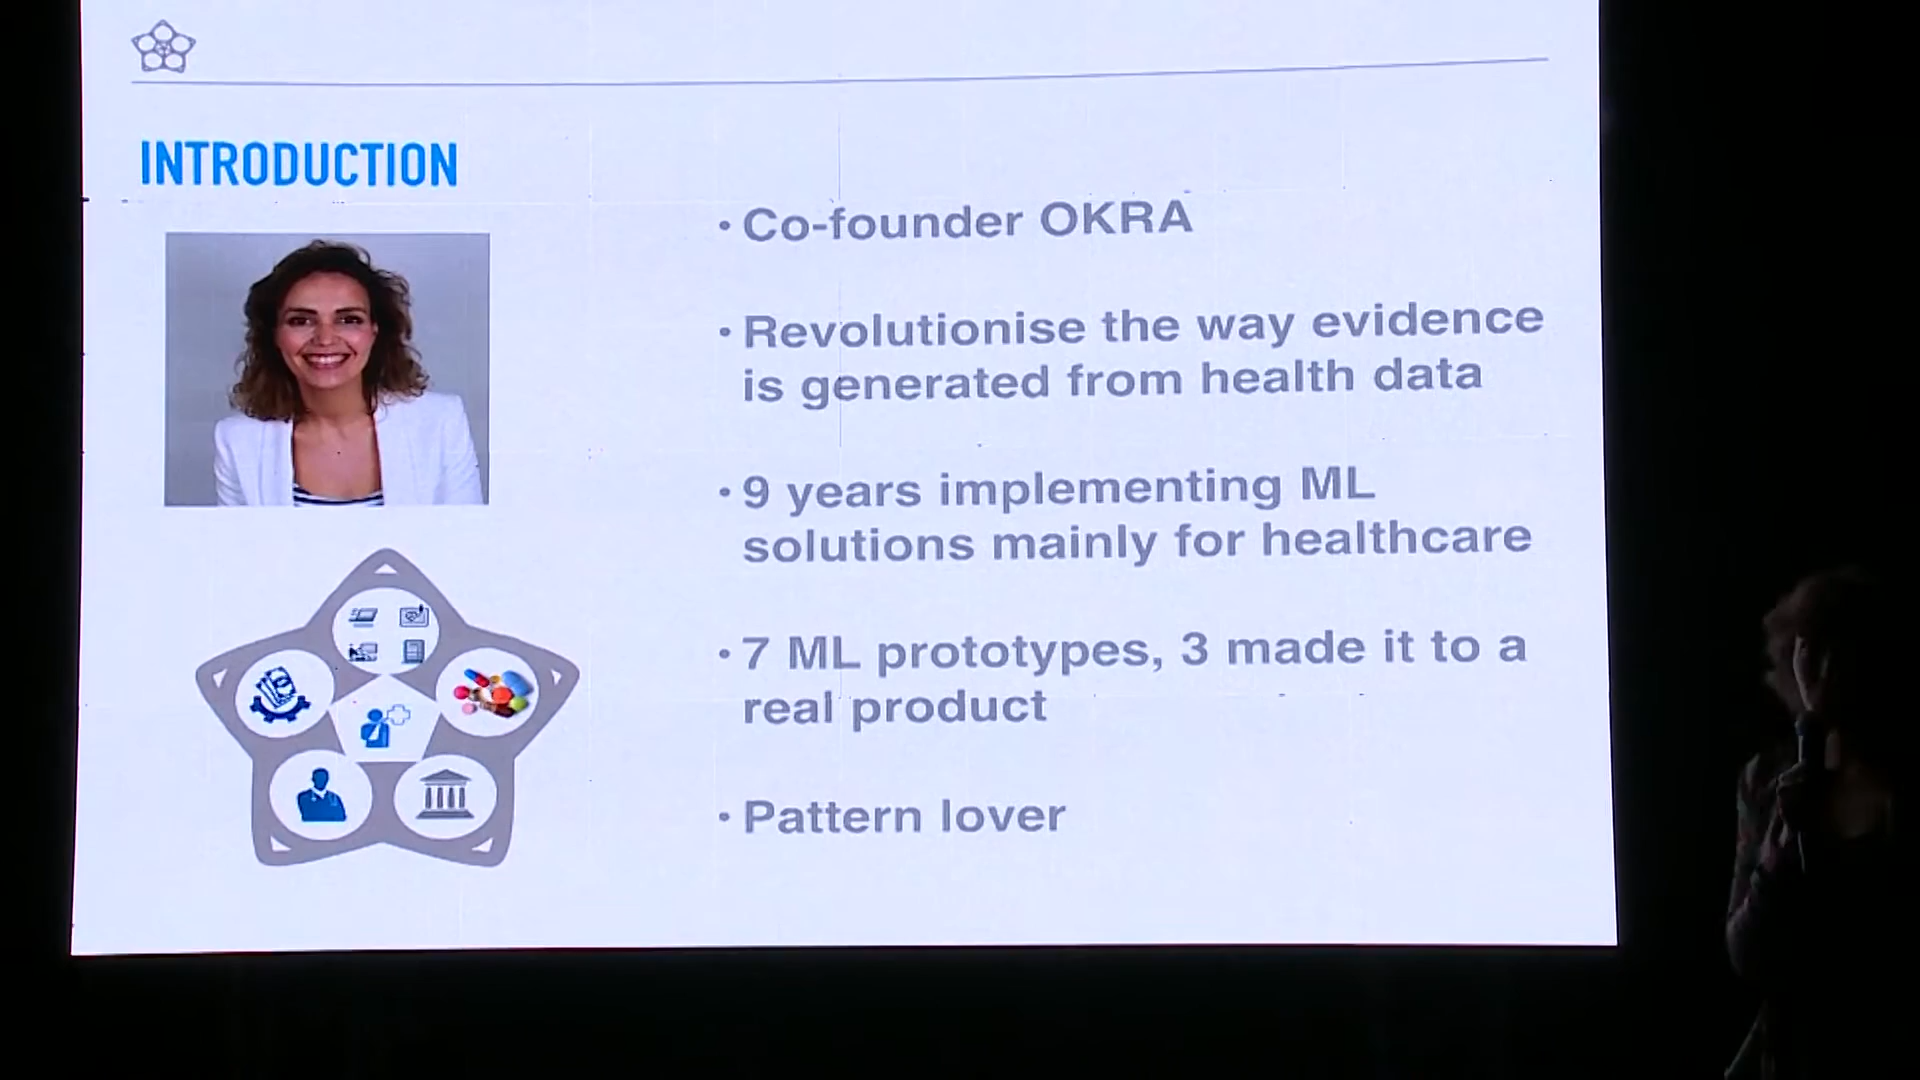 INTRODUCTION
• Co-founder OKRA
• Revolutionise the way evidence
is generated from health data
• 9 years implementing ML
solutions mainly for healthcare
• 7 ML prototypes, 3 made it to a
real product
• Pattern lover